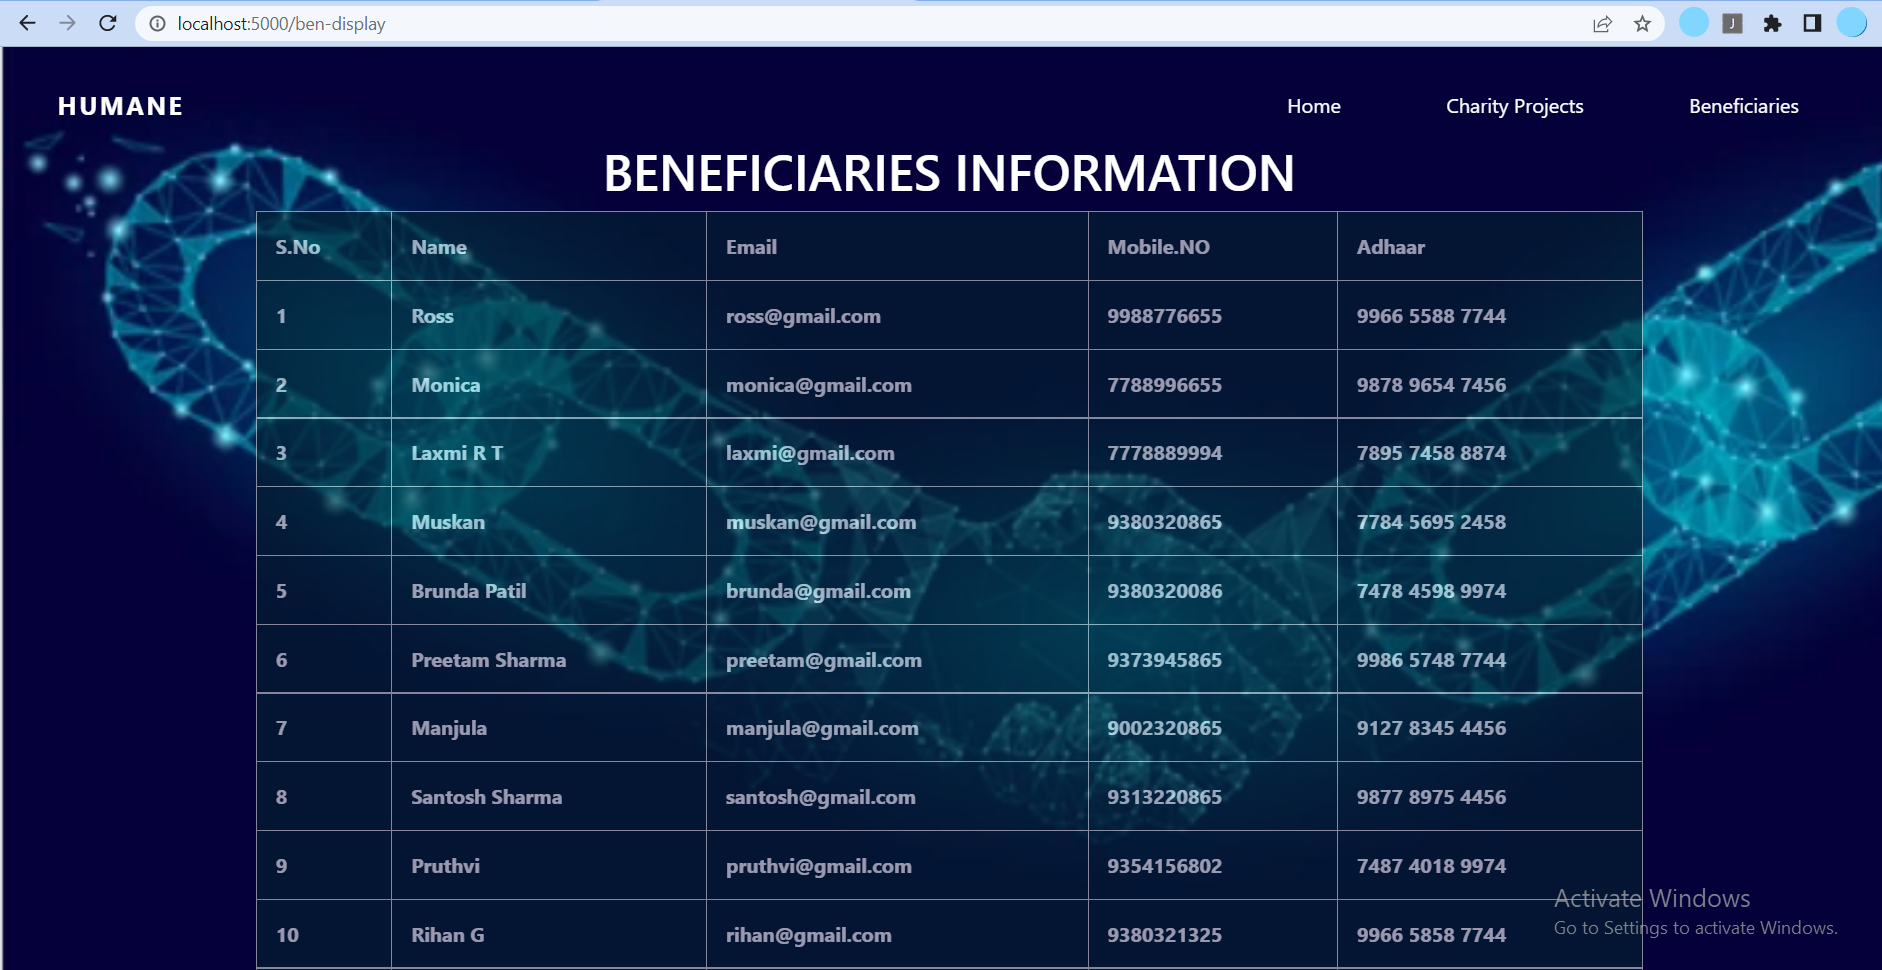 localhost:5000/ben-display
J
HUMANE Home Charity Projects Beneficiaries
BENEFICIARIES INFORMATION
S.No Name Email Mobile.NO Adhaar
1 Ross ross@gmail.com 9988776655 9966 5588 7744
2 Monica monica@gmail.com 7788996655 9878 9654 7456
3 Laxmi R T laxmi@gmail.com 7778889994 7895 7458 8874
4 Muskan muskan@gmail.com 9380320865 7784 5695 2458
5 Brunda Patil brunda@gmail.com 9380320086 7478 4598 9974
6 Preetam Sharma preetam@gmail.com 9373945865 9986 5748 7744
7 Manjula manjula@gmail.com 9002320865 9127 8345 4456
8 Santosh Sharma santosh@gmail.com 9313220865 9877 8975 4456
9 Pruthvi pruthvi@gmail.com 9354156802 7487 4018 9974
10 Rihan G rihan@gmail.com 9380321325 9966 5858 7744
Activate Windows
Go to Settings to activate Windows.